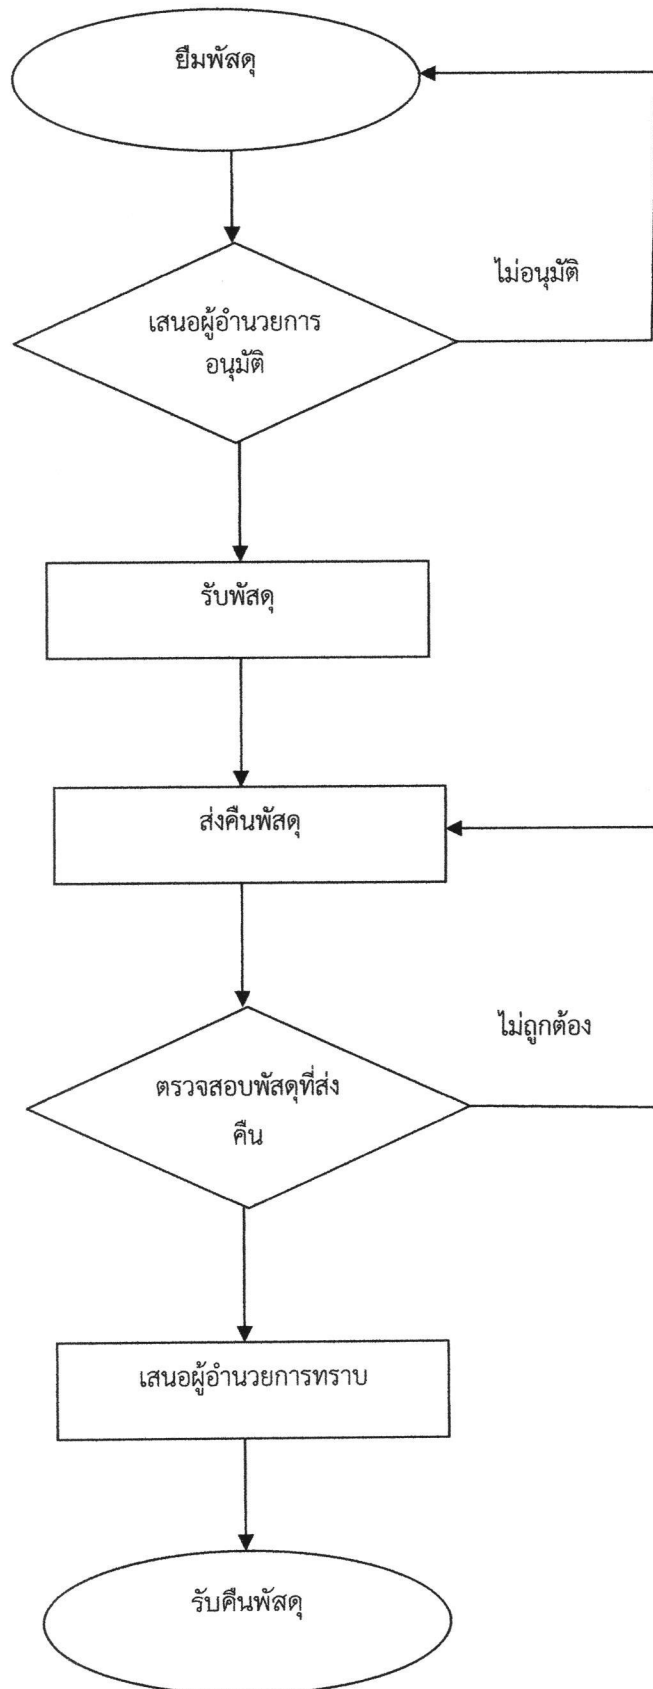 ยืมพัสดุ
ไม่อนุมัติ
เสนอผู้อำนวยการ
อนุมัติ
รับพัสดุ
ส่งคืนพัสดุ
ไม่ถูกต้อง
ตรวจสอบพัสดุที่ส่ง
คืน
เสนอผู้อำนวยการทราบ
รับคืนพัสดุ